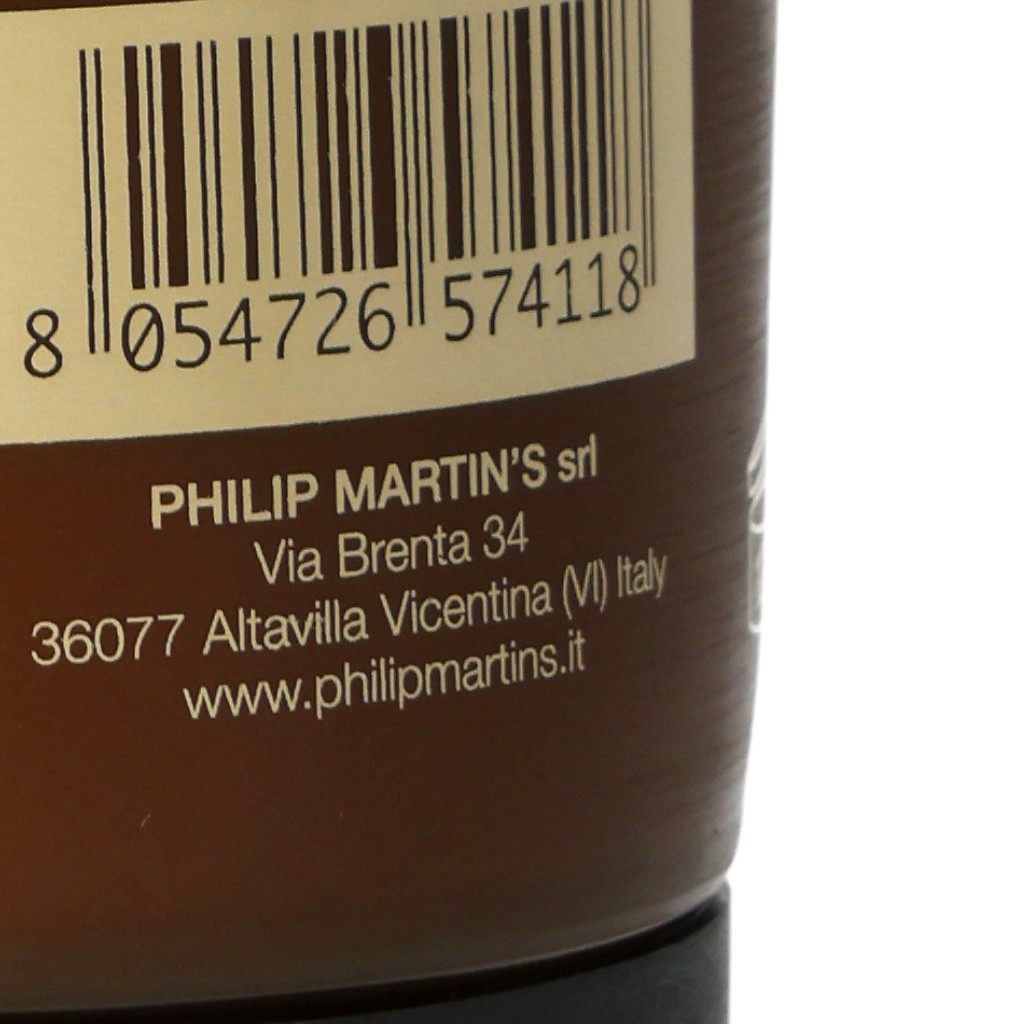 8 054726 574118
PHILIP MARTIN'S srl
Via Brenta 34
36077 Altavilla Vicentina (VI) Italy
www.philipmartins.it